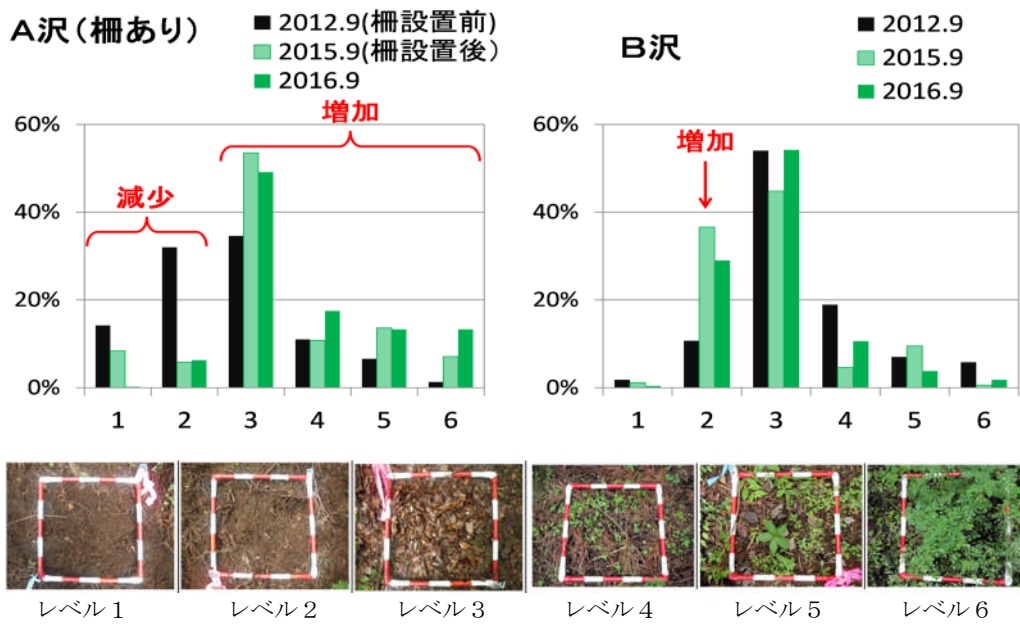 A沢(柵あり)
2012.9(柵設置前)
2015.9(柵設置後)
2016.9
60%
40%
20%
0%
減少
増加
1 2 3 4 5 6
B沢
2012.9
2015.9
2016.9
60%
40%
20%
0%
増加
1 2 3 4 5 6
レベル1 レベル2 レベル3 レベル4 レベル5 レベル6